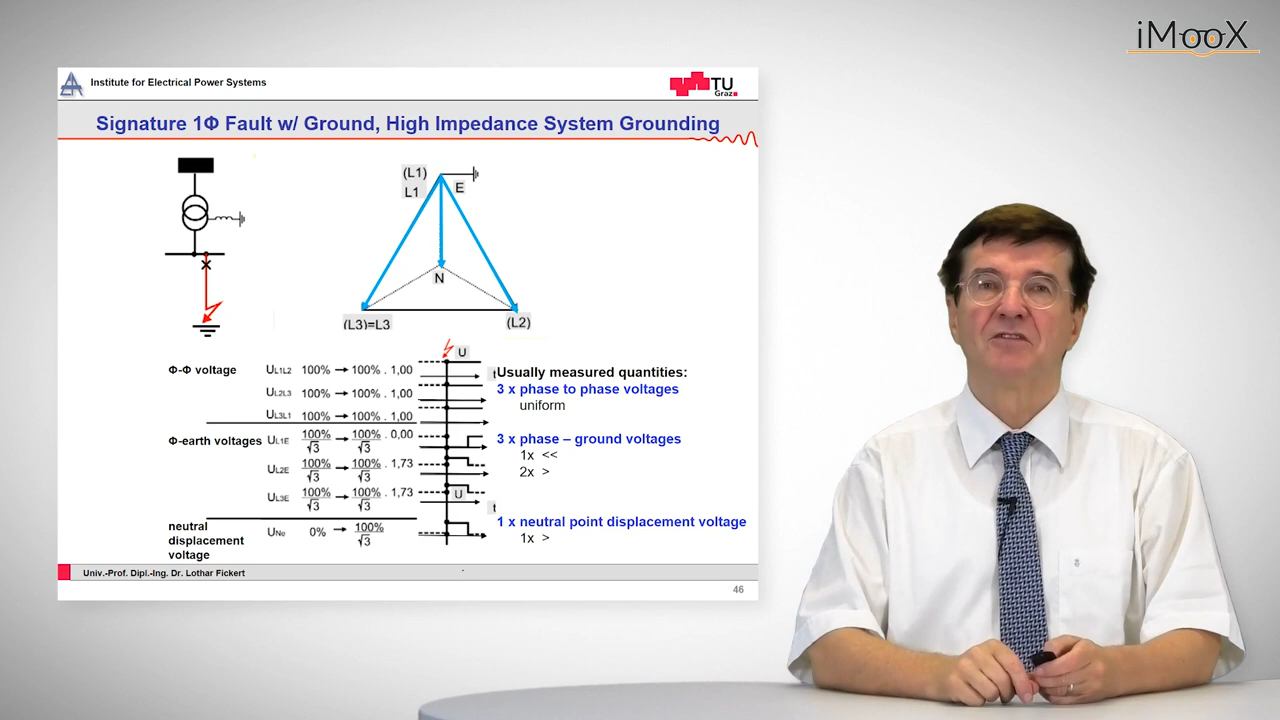 iMooX
Institute for Electrical Power Systems
TU
Graz
Signature 1Φ Fault w/ Ground, High Impedance System Grounding
(L1)
L1
E
N
(L3)=L3
(L2)
U
Φ-Φ voltage
UL1L2 100% → 100% . 1,00
t
UL2L3 100% → 100% . 1,00
UL3L1 100% → 100% . 1,00
Φ-earth voltages UL1E 100%/√3 → 100%/√3 . 0,00
UL2E 100%/√3 → 100%/√3 . 1,73
UL3E 100%/√3 → 100%/√3 . 1,73
U
t
neutral
displacement
voltage
UNe 0% → 100%/√3
Usually measured quantities:
3 x phase to phase voltages
uniform
3 x phase – ground voltages
1x <<
2x >
1 x neutral point displacement voltage
1x >
Univ.-Prof. Dipl.-Ing. Dr. Lothar Fickert
46